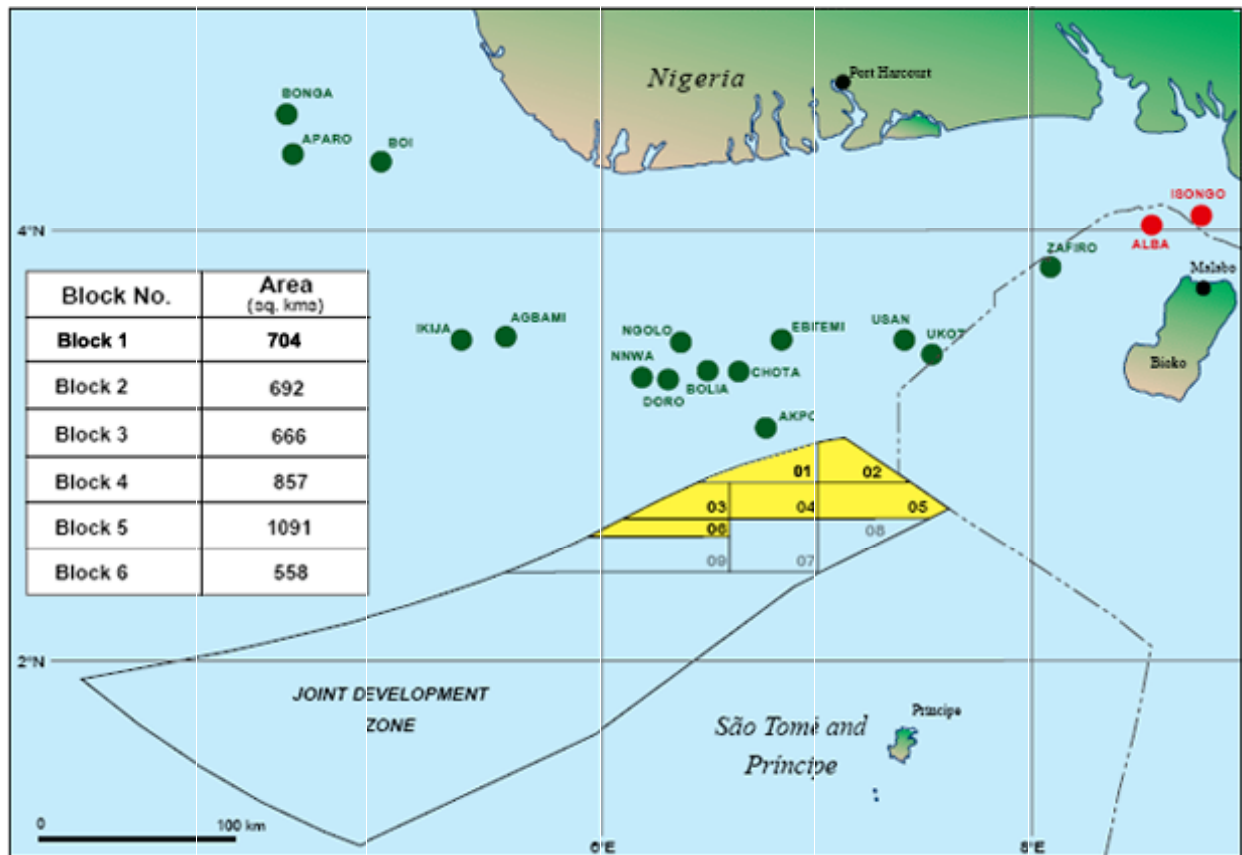 Nigeria
Port Harcourt
BONGA
APARO
BOI
ISONGO
4°N
ALBA
ZAFIRO
Malabo
Block No.
Area
(sq. kms)
Block 1
704
Block 2
692
Block 3
666
Block 4
857
Block 5
1091
Block 6
558
IKIJA
AGBAMI
NGOLO
EBITEMI
USAN
UKOT
NNWA
DORO
BOLIA
CHOTA
Bioko
AKPO
01
02
03
04
05
06
08
09
07
2°N
JOINT DEVELOPMENT
ZONE
São Tomé and
Príncipe
Príncipe
0
100 km
6°E
8°E